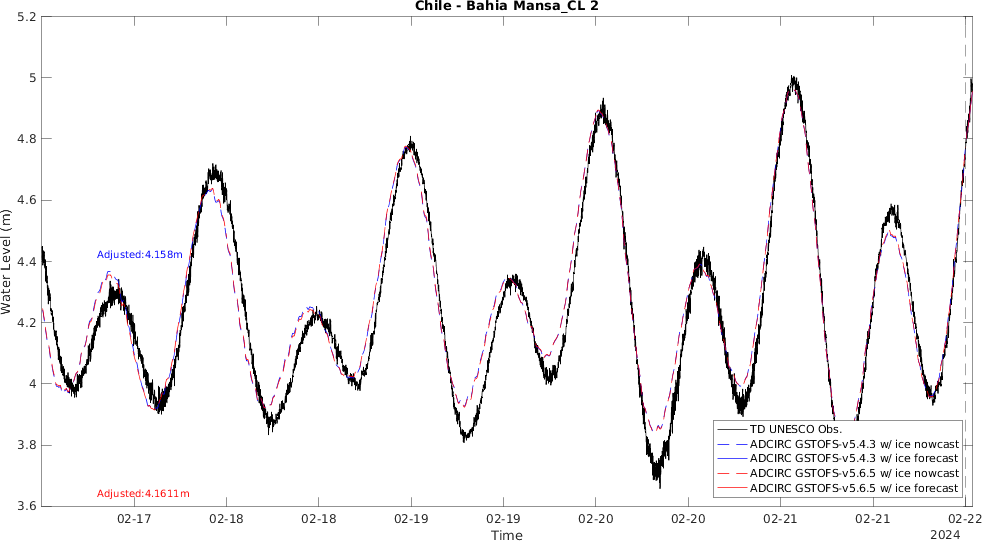 Chile - Bahia Mansa_CL 2
5.2
5
4.8
4.6
4.4
4.2
4
3.8
3.6
Water Level (m)
Adjusted:4.158m
Adjusted:4.1611m
TD UNESCO Obs.
ADCIRC GSTOFS-v5.4.3 w/ ice nowcast
ADCIRC GSTOFS-v5.4.3 w/ ice forecast
ADCIRC GSTOFS-v5.6.5 w/ ice nowcast
ADCIRC GSTOFS-v5.6.5 w/ ice forecast
02-17 02-18 02-18 02-19 02-19 02-20 02-20 02-21 02-21 02-22
Time
2024